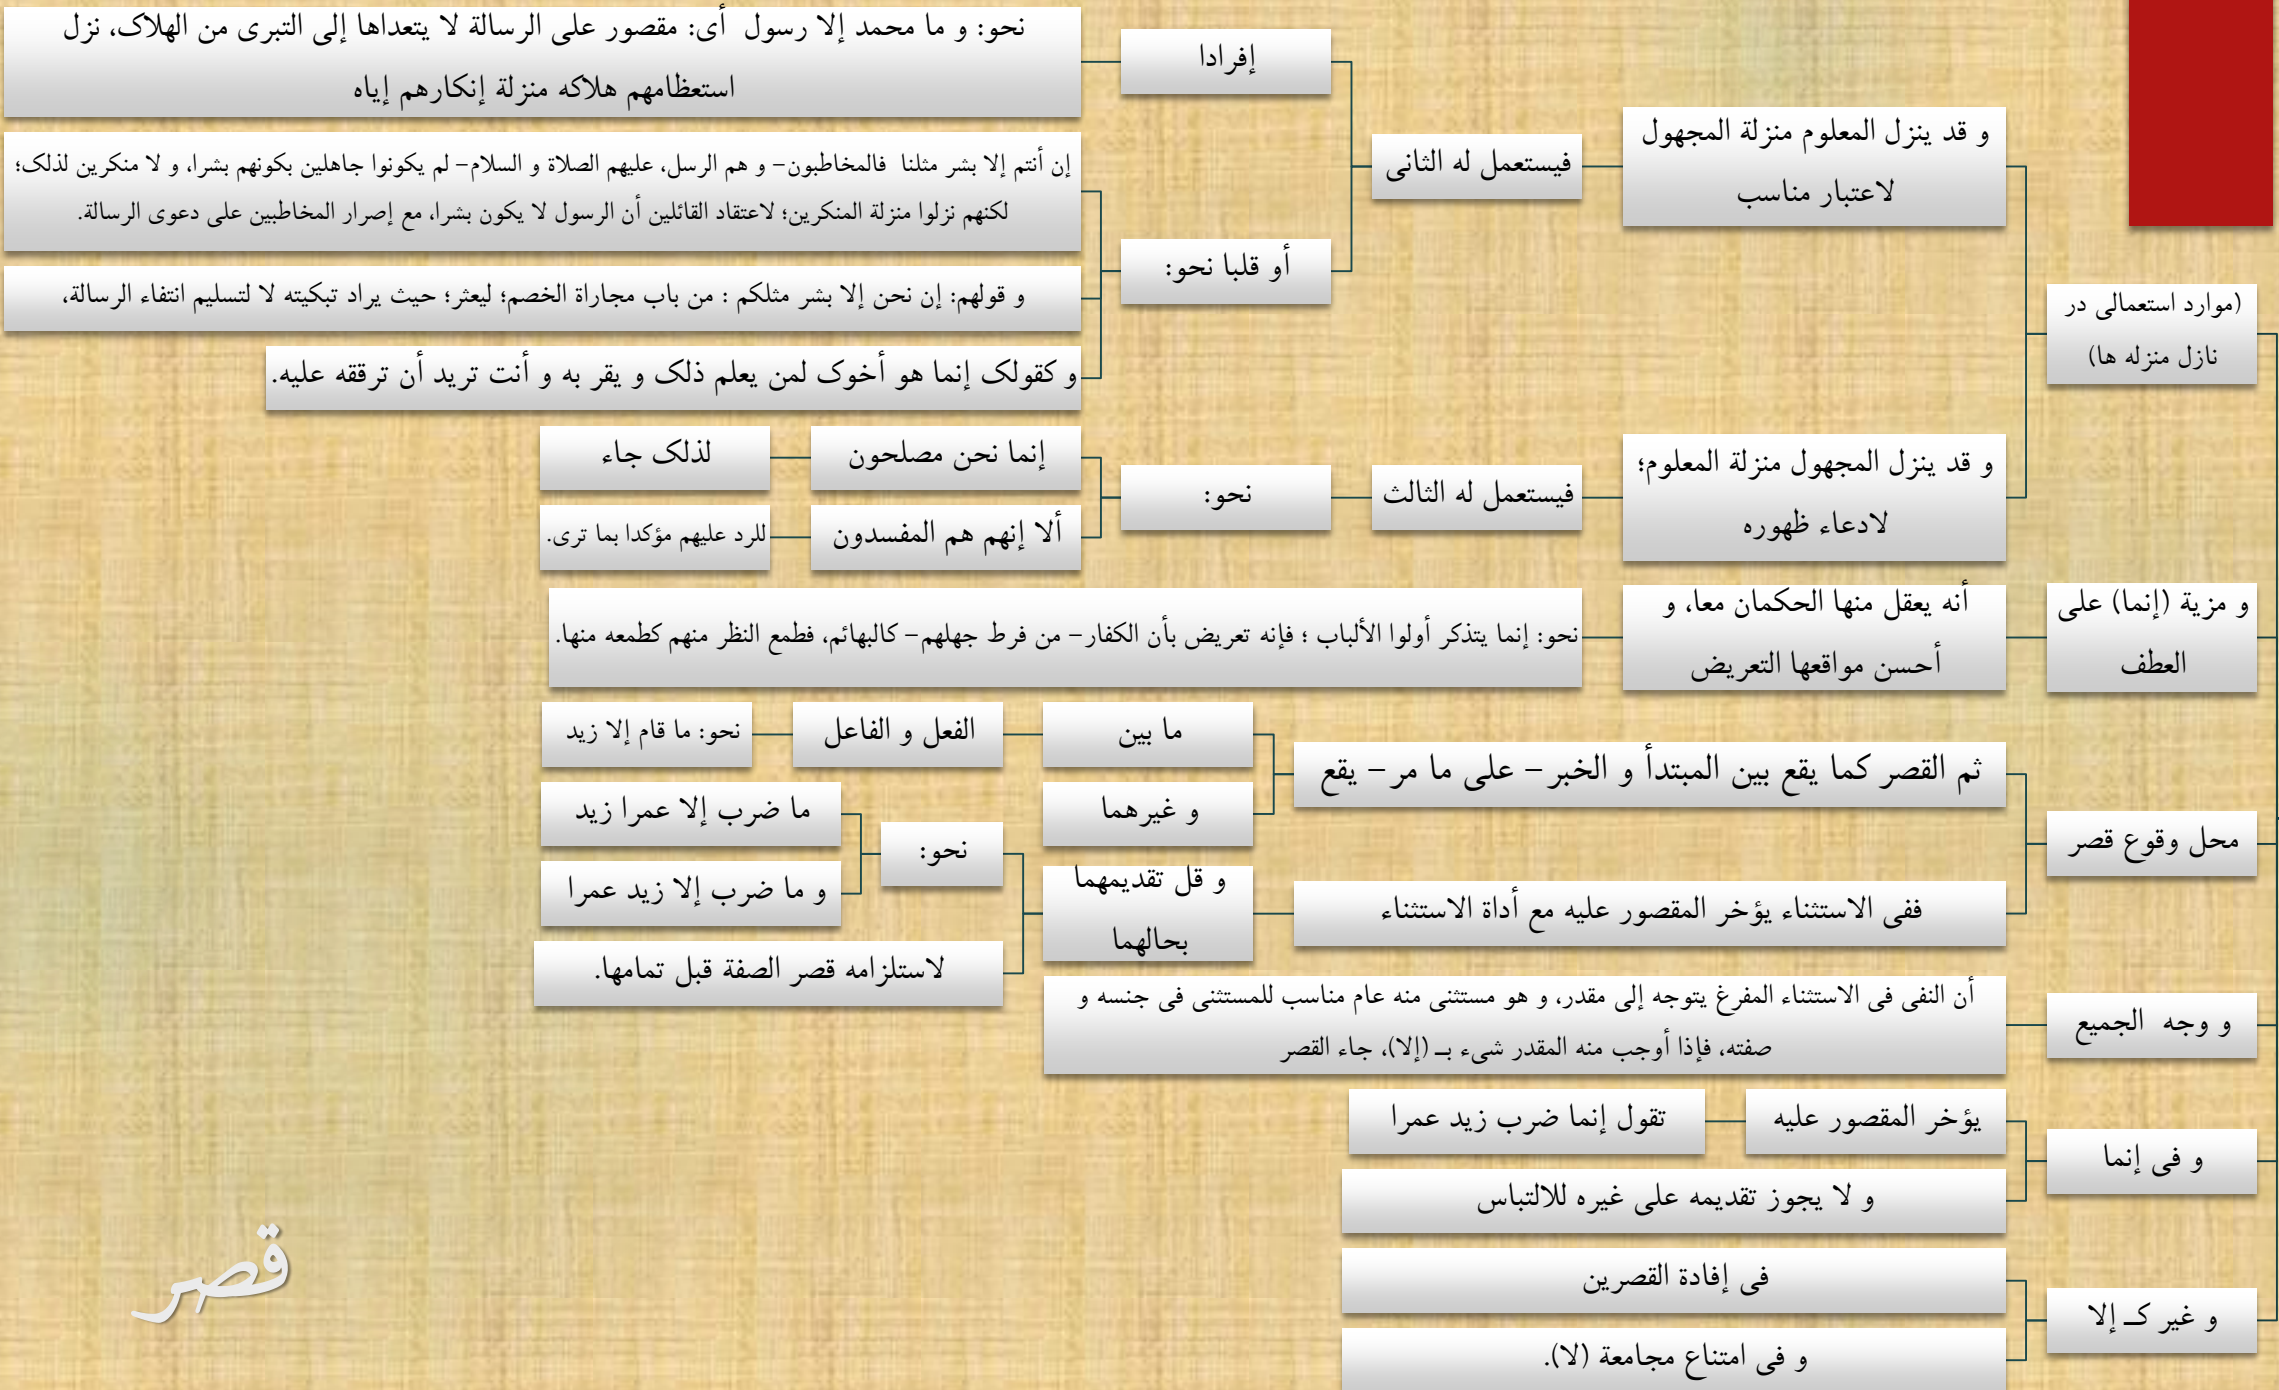 (موارد استعمالی در
نازل منزله ها)
و قد ینزل المعلوم منزلة المجهول
لاعتبار مناسب
فیستعمل له الثانی
إفرادا
نحو: و ما محمد إلا رسول أی: مقصور علی الرسالة لا یتعداها إلی التبری من الهلاک، نزل
استعظامهم هلاکه منزلة إنکارهم إیاه
أو قلبا نحو:
إن أنتم إلا بشر مثلنا فالمخاطبون- و هم الرسل، علیهم الصلاة و السلام- لم یکونوا جاهلین بکونهم بشرا، و لا منکرین لذلک؛
لکنهم نزلوا منزلة المنکرین؛ لاعتقاد القائلین أن الرسول لا یکون بشرا، مع إصرار المخاطبین علی دعوی الرسالة.
و قولهم: إن نحن إلا بشر مثلکم : من باب مجاراة الخصم؛ لیعثر؛ حیث یراد تبکیته لا لتسلیم انتفاء الرسالة،
و کقولک إنما هو أخوک لمن یعلم ذلک و یقر به و أنت ترید أن ترققه علیه.
و قد ینزل المجهول منزلة المعلوم؛
لادعاء ظهوره
فیستعمل له الثالث
نحو:
إنما نحن مصلحون
لذلک جاء
ألا إنهم هم المفسدون
للرد علیهم مؤکدا بما تری.
و مزیة (إنما) علی
العطف
أنه یعقل منها الحکمان معا، و
أحسن مواقعها التعریض
نحو: إنما یتذکر أولوا الألباب ؛ فإنه تعریض بأن الکفار- من فرط جهلهم- کالبهائم، فطمع النظر منهم کطمعه منها.
محل وقوع قصر
ثم القصر کما یقع بین المبتدأ و الخبر- علی ما مر- یقع
ما بین
الفعل و الفاعل
نحو: ما قام إلا زید
و غیرهما
ففی الاستثناء یؤخر المقصور علیه مع أداة الاستثناء
و قل تقدیمهما
بحالهما
نحو:
ما ضرب إلا عمرا زید
و ما ضرب إلا زید عمرا
لاستلزامه قصر الصفة قبل تمامها.
و وجه الجمیع
أن النفی فی الاستثناء المفرغ یتوجه إلی مقدر، و هو مستثنی منه عام مناسب للمستثنی فی جنسه و
صفته، فإذا أوجب منه المقدر شیء بـ (إلا)، جاء القصر
و فی إنما
یؤخر المقصور علیه
تقول إنما ضرب زید عمرا
و لا یجوز تقدیمه علی غیره للالتباس
و غیر کـ إلا
فی إفادة القصرین
و فی امتناع مجامعة (لا).
قصر